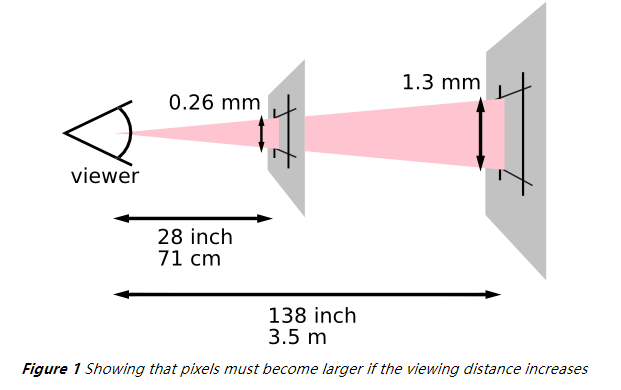 1.3 mm
0.26 mm
viewer
28 inch
71 cm
138 inch
3.5 m
Figure 1 Showing that pixels must become larger if the viewing distance increases